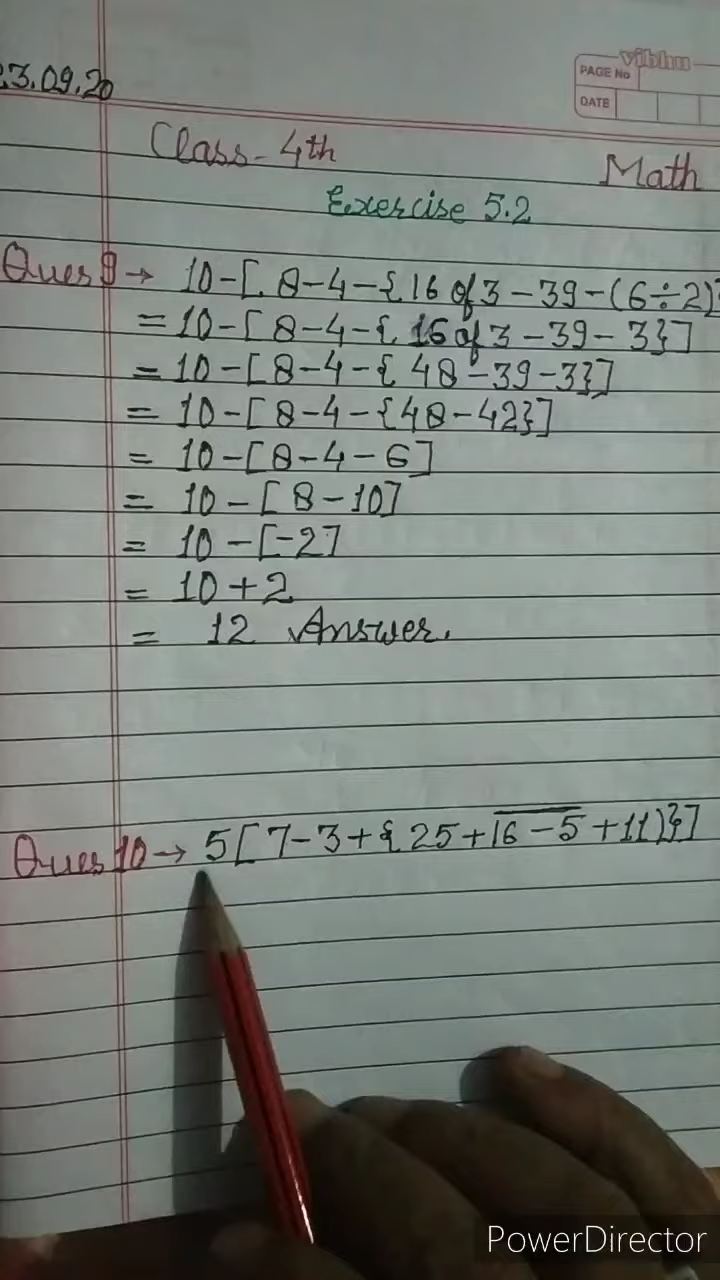 23.09.20
vibhu
PAGE No
DATE
Class-4th
Math
Exercise 5.2
Ques 9 → 10-[8-4-{16 of 3-39-(6÷2)}
=10-[8-4-{16 of 3-39-3}]
=10-[8-4-{48-39-3}]
=10-[8-4-{48-42}]
= 10-[8-4-6]
= 10-[8-10]
= 10-[-2]
= 10+2
= 12 Answer.
Ques 10 → 5[7-3+{25+1̅6̅ ̅-̅5̅+11)}]
PowerDirector